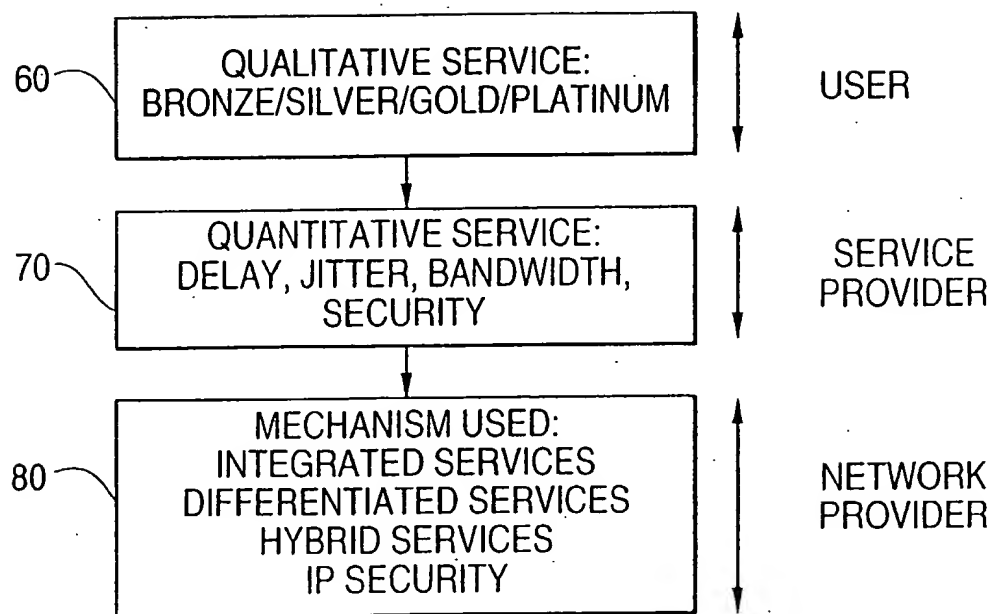 60
QUALITATIVE SERVICE:
BRONZE/SILVER/GOLD/PLATINUM
USER
70
QUANTITATIVE SERVICE:
DELAY, JITTER, BANDWIDTH,
SECURITY
SERVICE
PROVIDER
80
MECHANISM USED:
INTEGRATED SERVICES
DIFFERENTIATED SERVICES
HYBRID SERVICES
IP SECURITY
NETWORK
PROVIDER